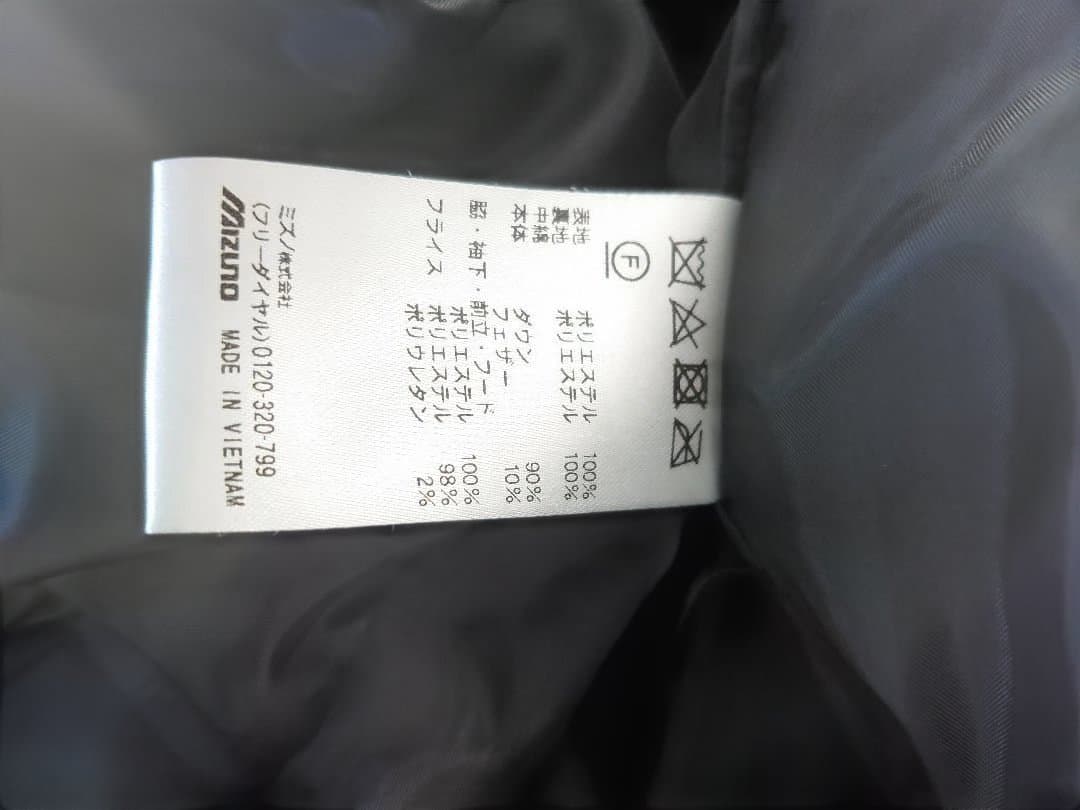 F
表地 ポリエステル 100%
裏地 ポリエステル 100%
中綿
本体 ダウン 90%
フェザー 10%
脇・袖下・前立・フード
ポリエステル 100%
フライス ポリエステル 98%
ポリウレタン 2%
ミズノ株式会社
(フリーダイヤル)0120-320-799
MIZUNO MADE IN VIETNAM